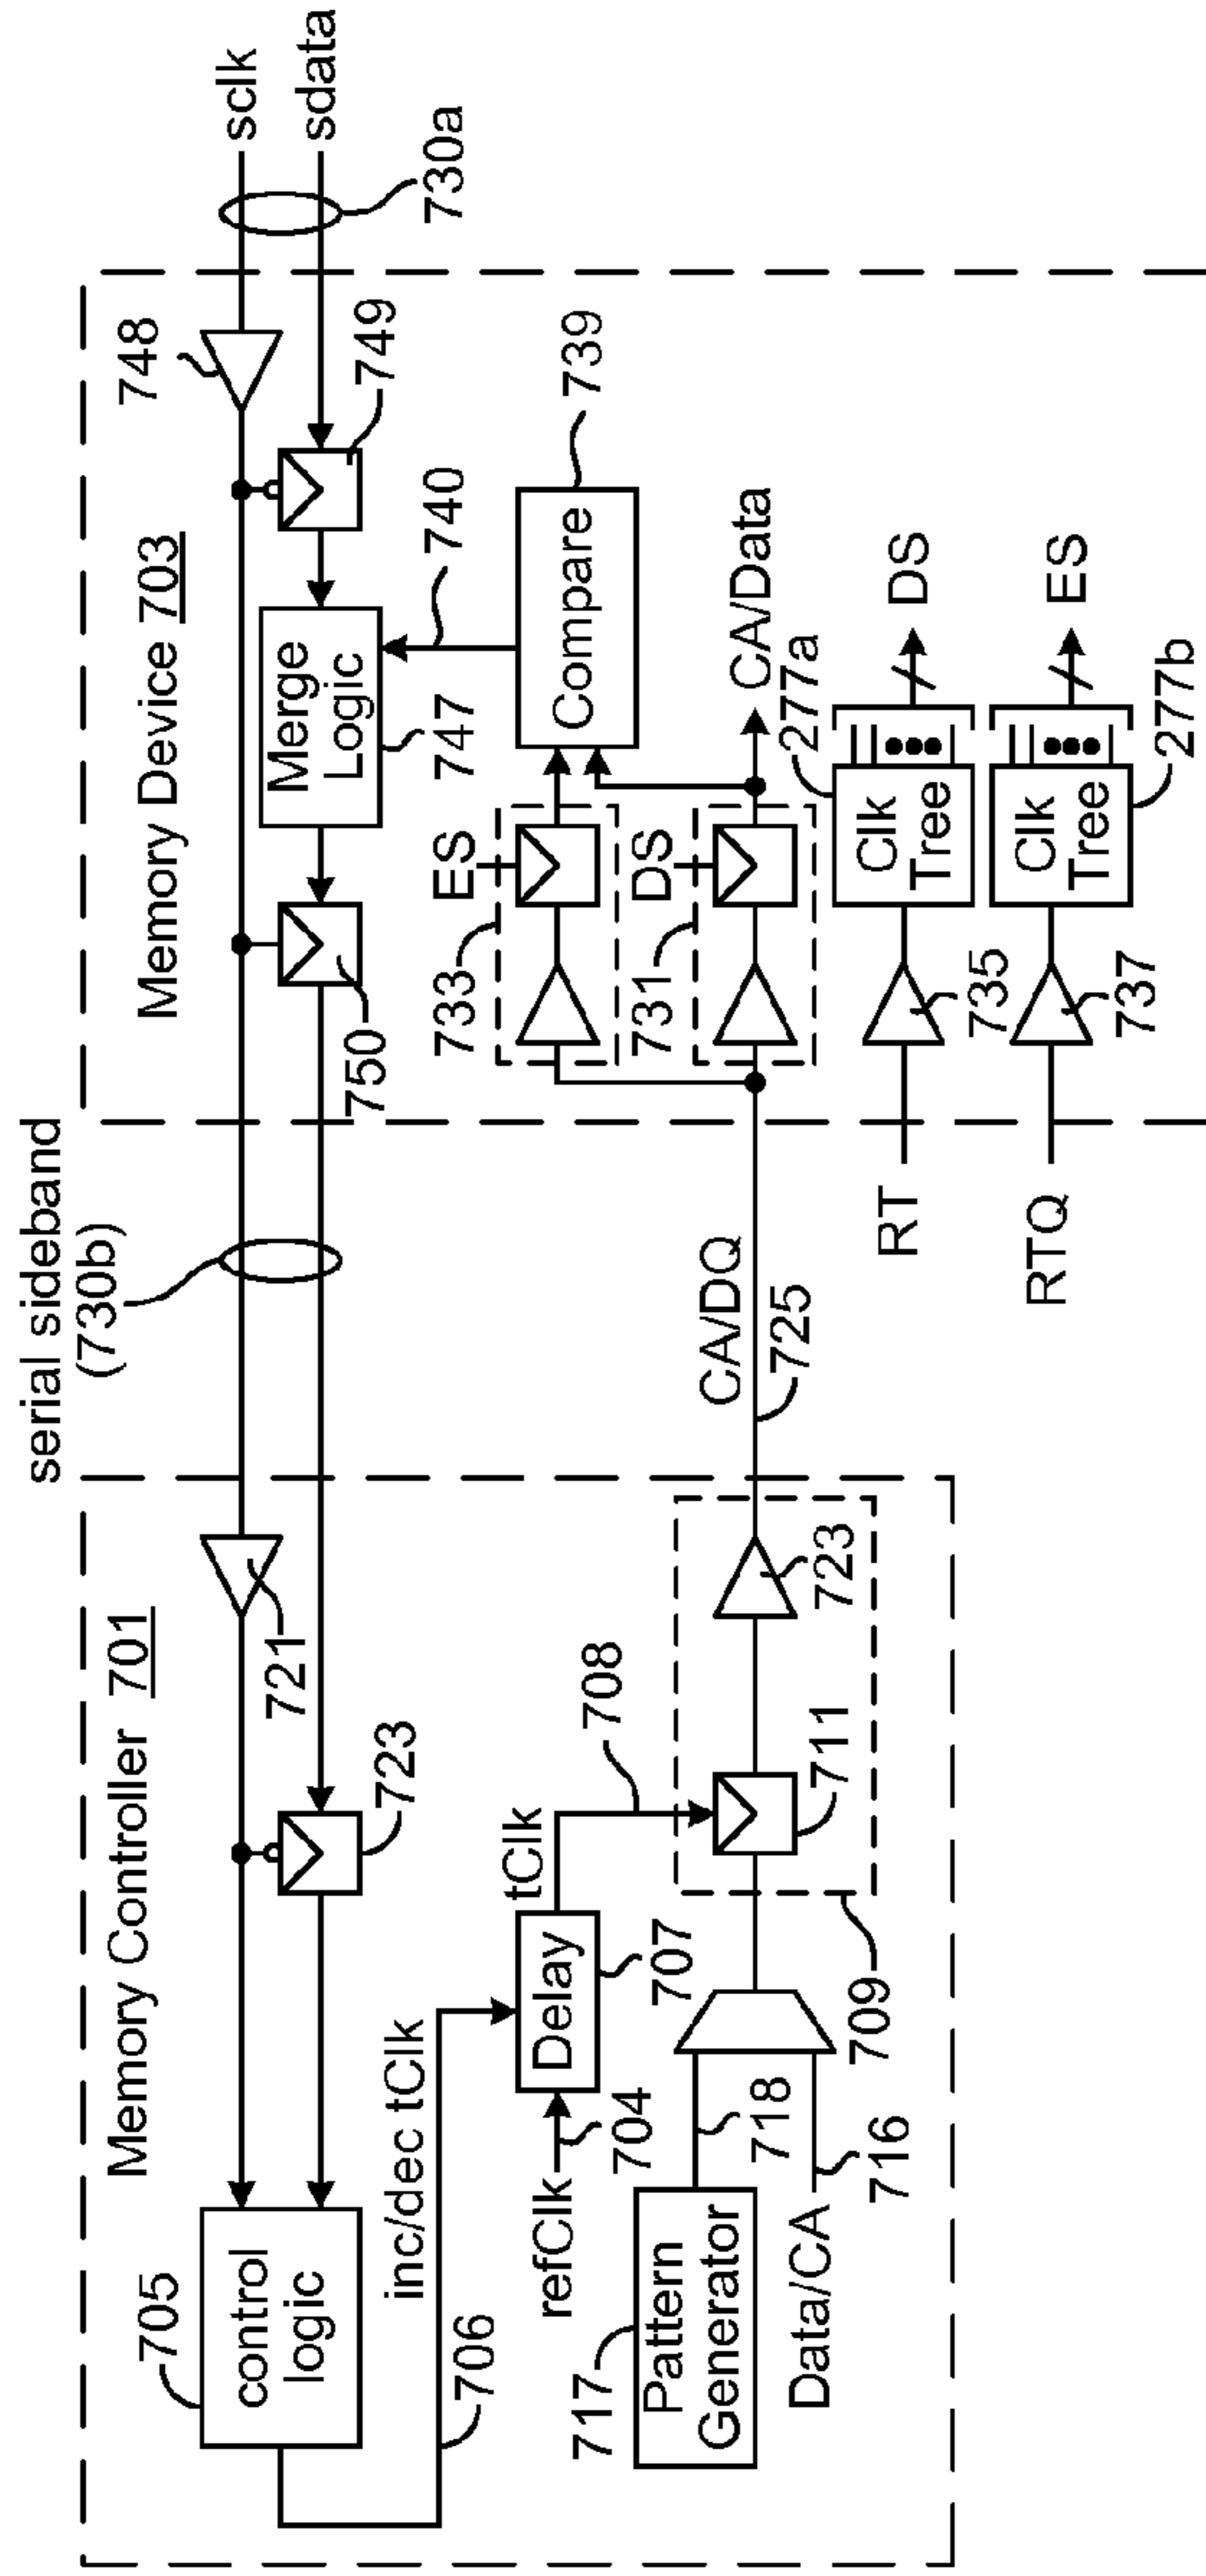 serial sideband
(730b)
Memory Controller 701
Memory Device 703
705
control
logic
721
723
748
sclk
sdata
730a
749
750
Merge
Logic
747
740
inc/dec tClk
706
tClk
708
refClk
704
Delay
707
733
ES
Compare
739
717
Pattern
Generator
718
Data/CA
716
709
711
723
CA/DQ
725
731
DS
CA/Data
RT
735
Clk
Tree
277a
DS
RTQ
737
Clk
Tree
277b
ES